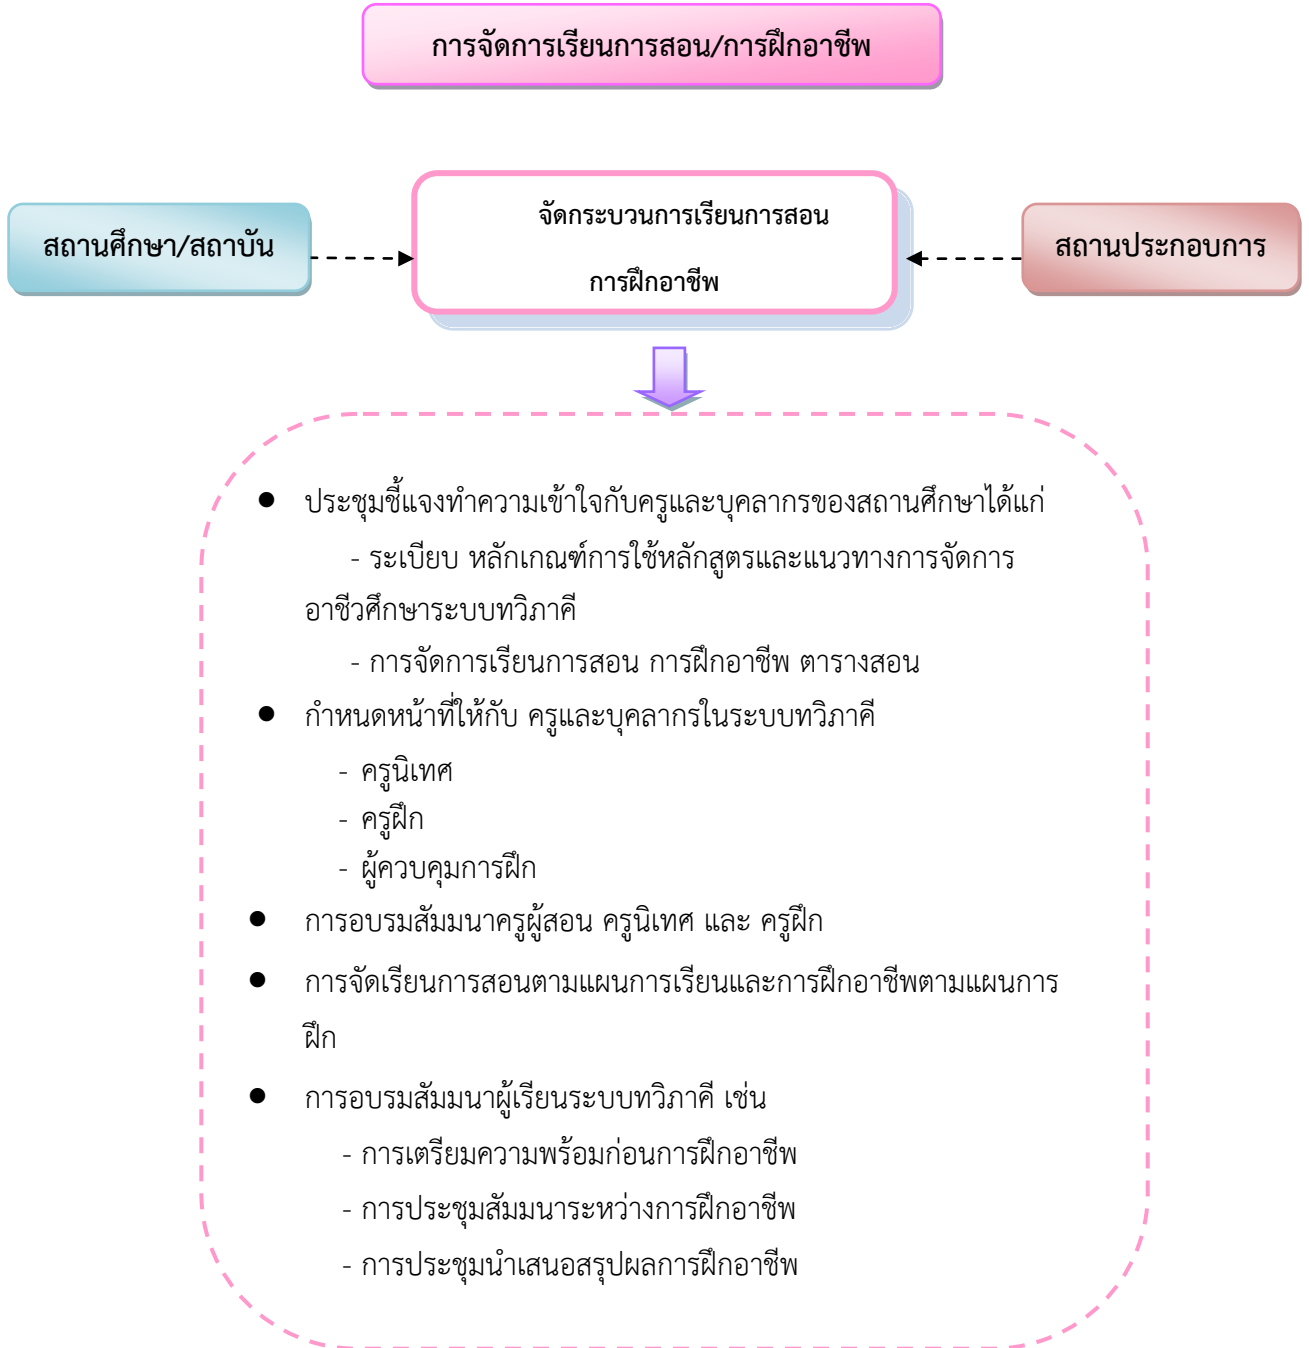 การจัดการเรียนการสอน/การฝึกอาชีพ
สถานศึกษา/สถาบัน
จัดกระบวนการเรียนการสอน
การฝึกอาชีพ
สถานประกอบการ
● ประชุมชี้แจงทำความเข้าใจกับครูและบุคลากรของสถานศึกษาได้แก่
- ระเบียบ หลักเกณฑ์การใช้หลักสูตรและแนวทางการจัดการ
อาชีวศึกษาระบบทวิภาคี
- การจัดการเรียนการสอน การฝึกอาชีพ ตารางสอน
● กำหนดหน้าที่ให้กับ ครูและบุคลากรในระบบทวิภาคี
- ครูนิเทศ
- ครูฝึก
- ผู้ควบคุมการฝึก
● การอบรมสัมมนาครูผู้สอน ครูนิเทศ และ ครูฝึก
● การจัดเรียนการสอนตามแผนการเรียนและการฝึกอาชีพตามแผนการ
ฝึก
● การอบรมสัมมนาผู้เรียนระบบทวิภาคี เช่น
- การเตรียมความพร้อมก่อนการฝึกอาชีพ
- การประชุมสัมมนาระหว่างการฝึกอาชีพ
- การประชุมนำเสนอสรุปผลการฝึกอาชีพ